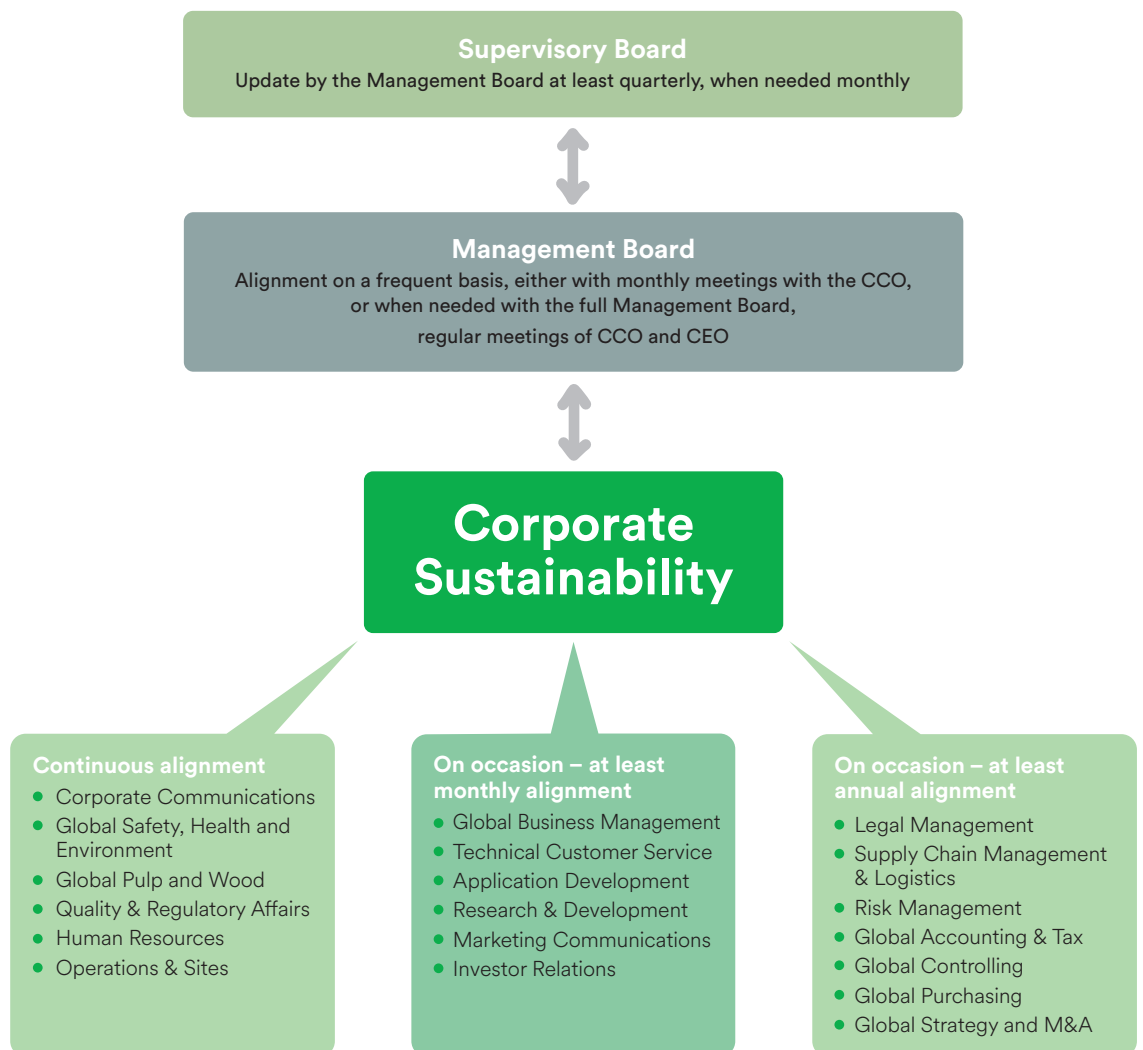 Supervisory Board
Update by the Management Board at least quarterly, when needed monthly
Management Board
Alignment on a frequent basis, either with monthly meetings with the CCO,
or when needed with the full Management Board,
regular meetings of CCO and CEO
Corporate
Sustainability
Continuous alignment
Corporate Communications
Global Safety, Health and
Environment
Global Pulp and Wood
Quality & Regulatory Affairs
Human Resources
Operations & Sites
On occasion – at least
monthly alignment
Global Business Management
Technical Customer Service
Application Development
Research & Development
Marketing Communications
Investor Relations
On occasion – at least
annual alignment
Legal Management
Supply Chain Management
& Logistics
Risk Management
Global Accounting & Tax
Global Controlling
Global Purchasing
Global Strategy and M&A